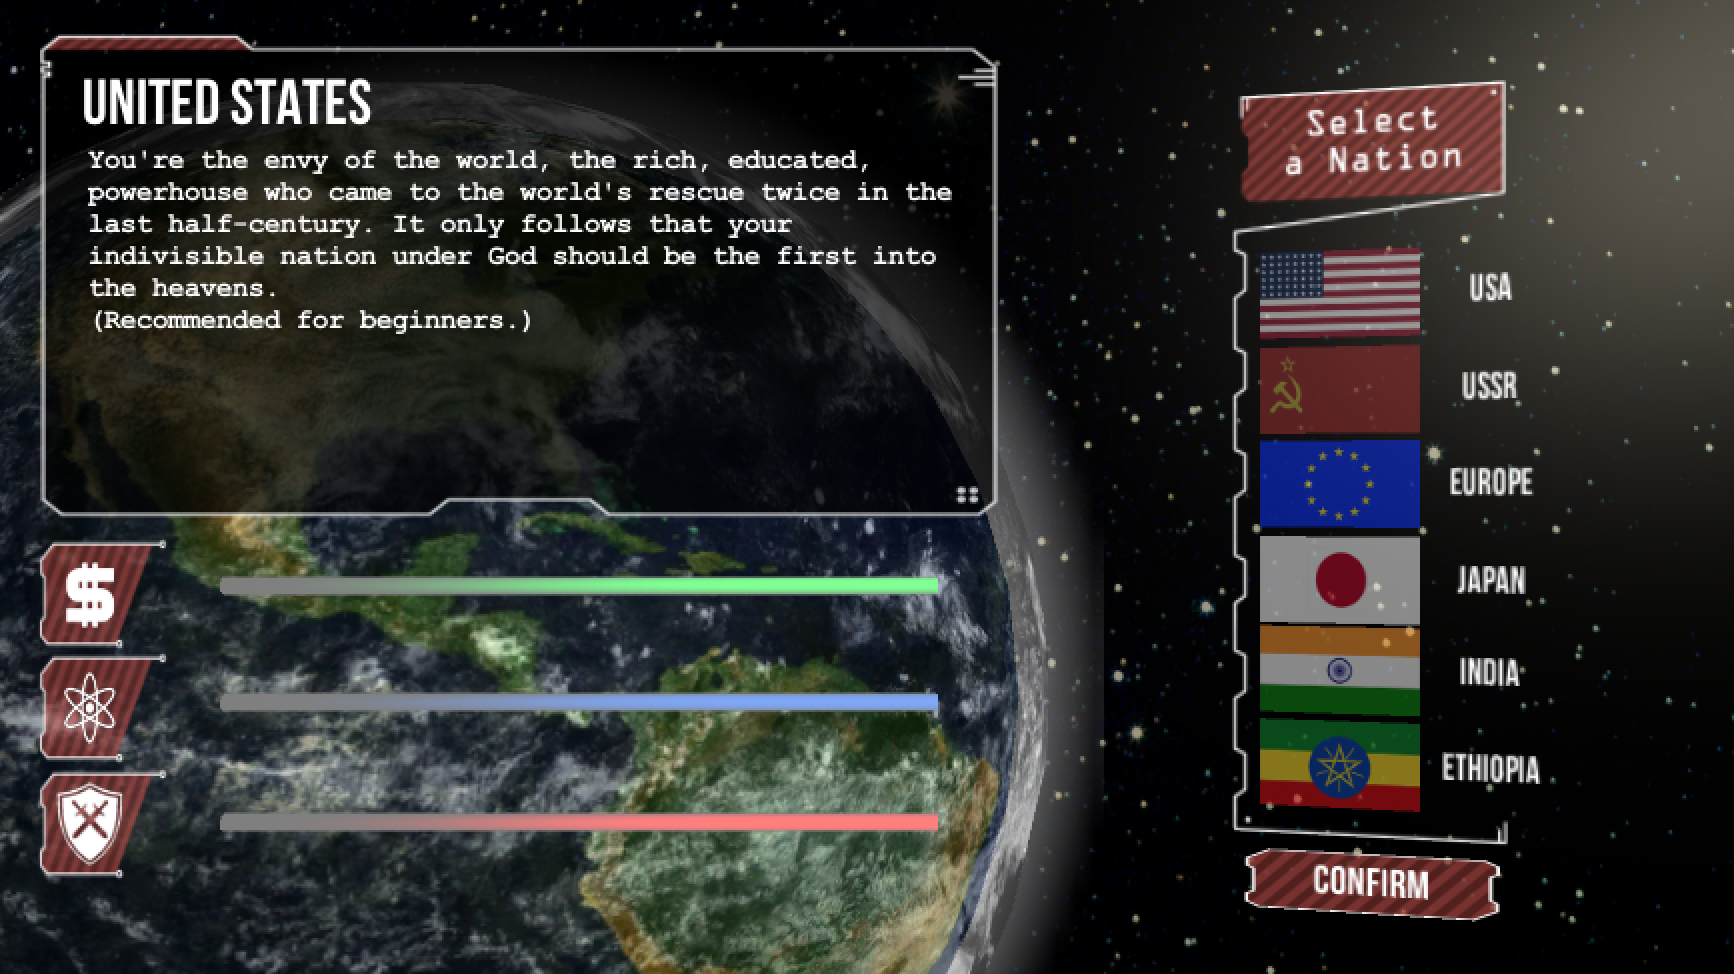 UNITED STATES
You're the envy of the world, the rich, educated,
powerhouse who came to the world's rescue twice in the
last half-century. It only follows that your
indivisible nation under God should be the first into
the heavens.
(Recommended for beginners.)
$
Select
a Nation
USA
USSR
EUROPE
JAPAN
INDIA
ETHIOPIA
CONFIRM